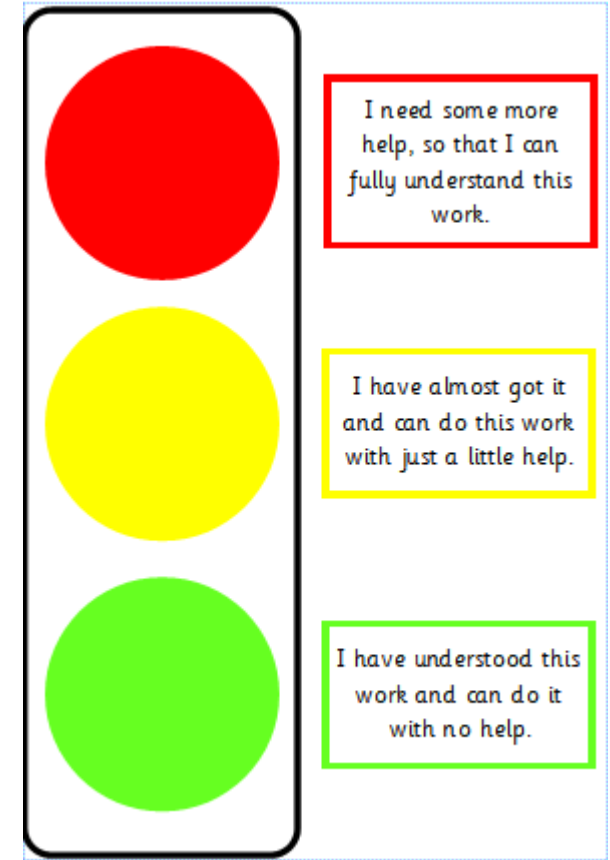 I need some more
help, so that I can
fully understand this
work.
I have almost got it
and can do this work
with just a little help.
I have understood this
work and can do it
with no help.